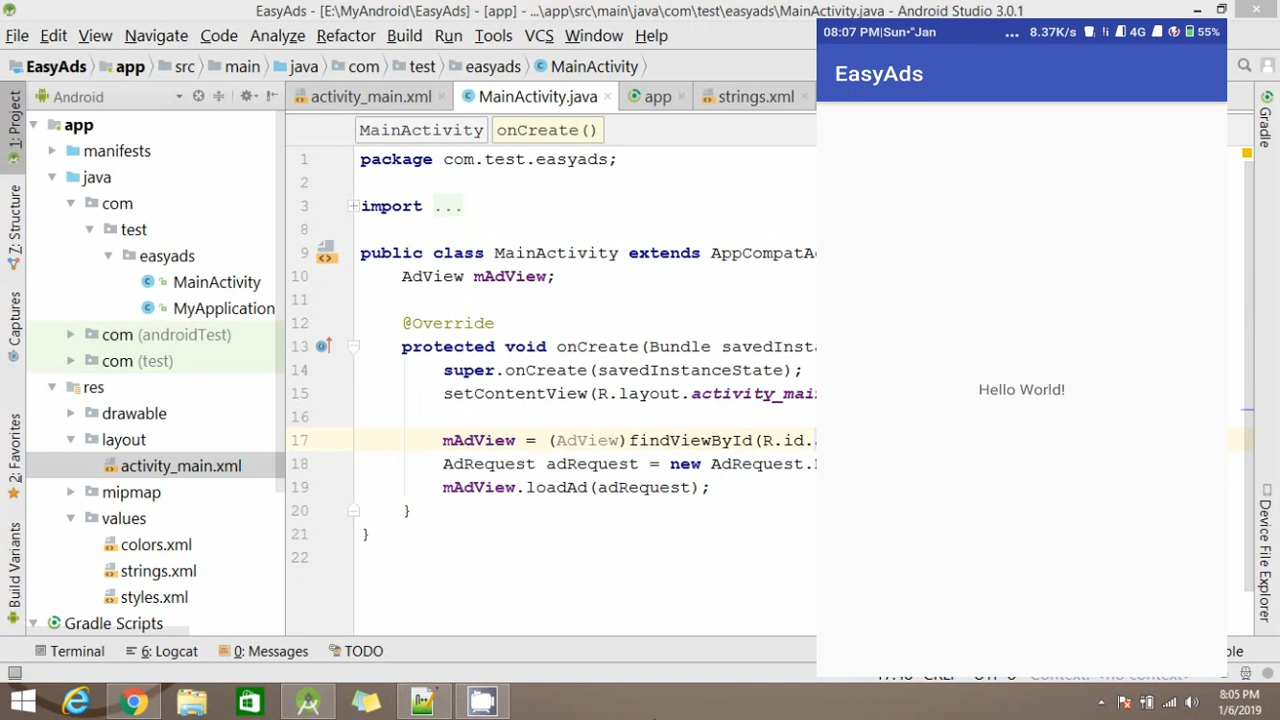 EasyAds - [E:\MyAndroid\EasyAds] - [app] - ...\app\src\main\java\com\test\easyads\MainActivity.java - Android Studio 3.0.1
File Edit View Navigate Code Analyze Refactor Build Run Tools VCS Window Help
EasyAds app src main java com test easyads MainActivity
Android
activity_main.xml MainActivity.java app strings.xml
MainActivity onCreate()
1: Project
7: Structure
Captures
2: Favorites
Build Variants
app
manifests
java
com
test
easyads
MainActivity
MyApplication
com (androidTest)
com (test)
res
drawable
layout
activity_main.xml
mipmap
values
colors.xml
strings.xml
styles.xml
Gradle Scripts
1 package com.test.easyads;
2
3 import ...
8
9 public class MainActivity extends AppCompatAc
10 AdView mAdView;
11
12 @Override
13 protected void onCreate(Bundle savedInsta
14 super.onCreate(savedInstanceState);
15 setContentView(R.layout.activity_main
16
17 mAdView = (AdView)findViewById(R.id.
18 AdRequest adRequest = new AdRequest.
19 mAdView.loadAd(adRequest);
20 }
21 }
22
08:07 PM|Sun•"Jan ... 8.37K/s 4G 55%
EasyAds
Hello World!
Gradle
Device File Explorer
Terminal 6: Logcat 0: Messages TODO
8:05 PM
1/6/2019